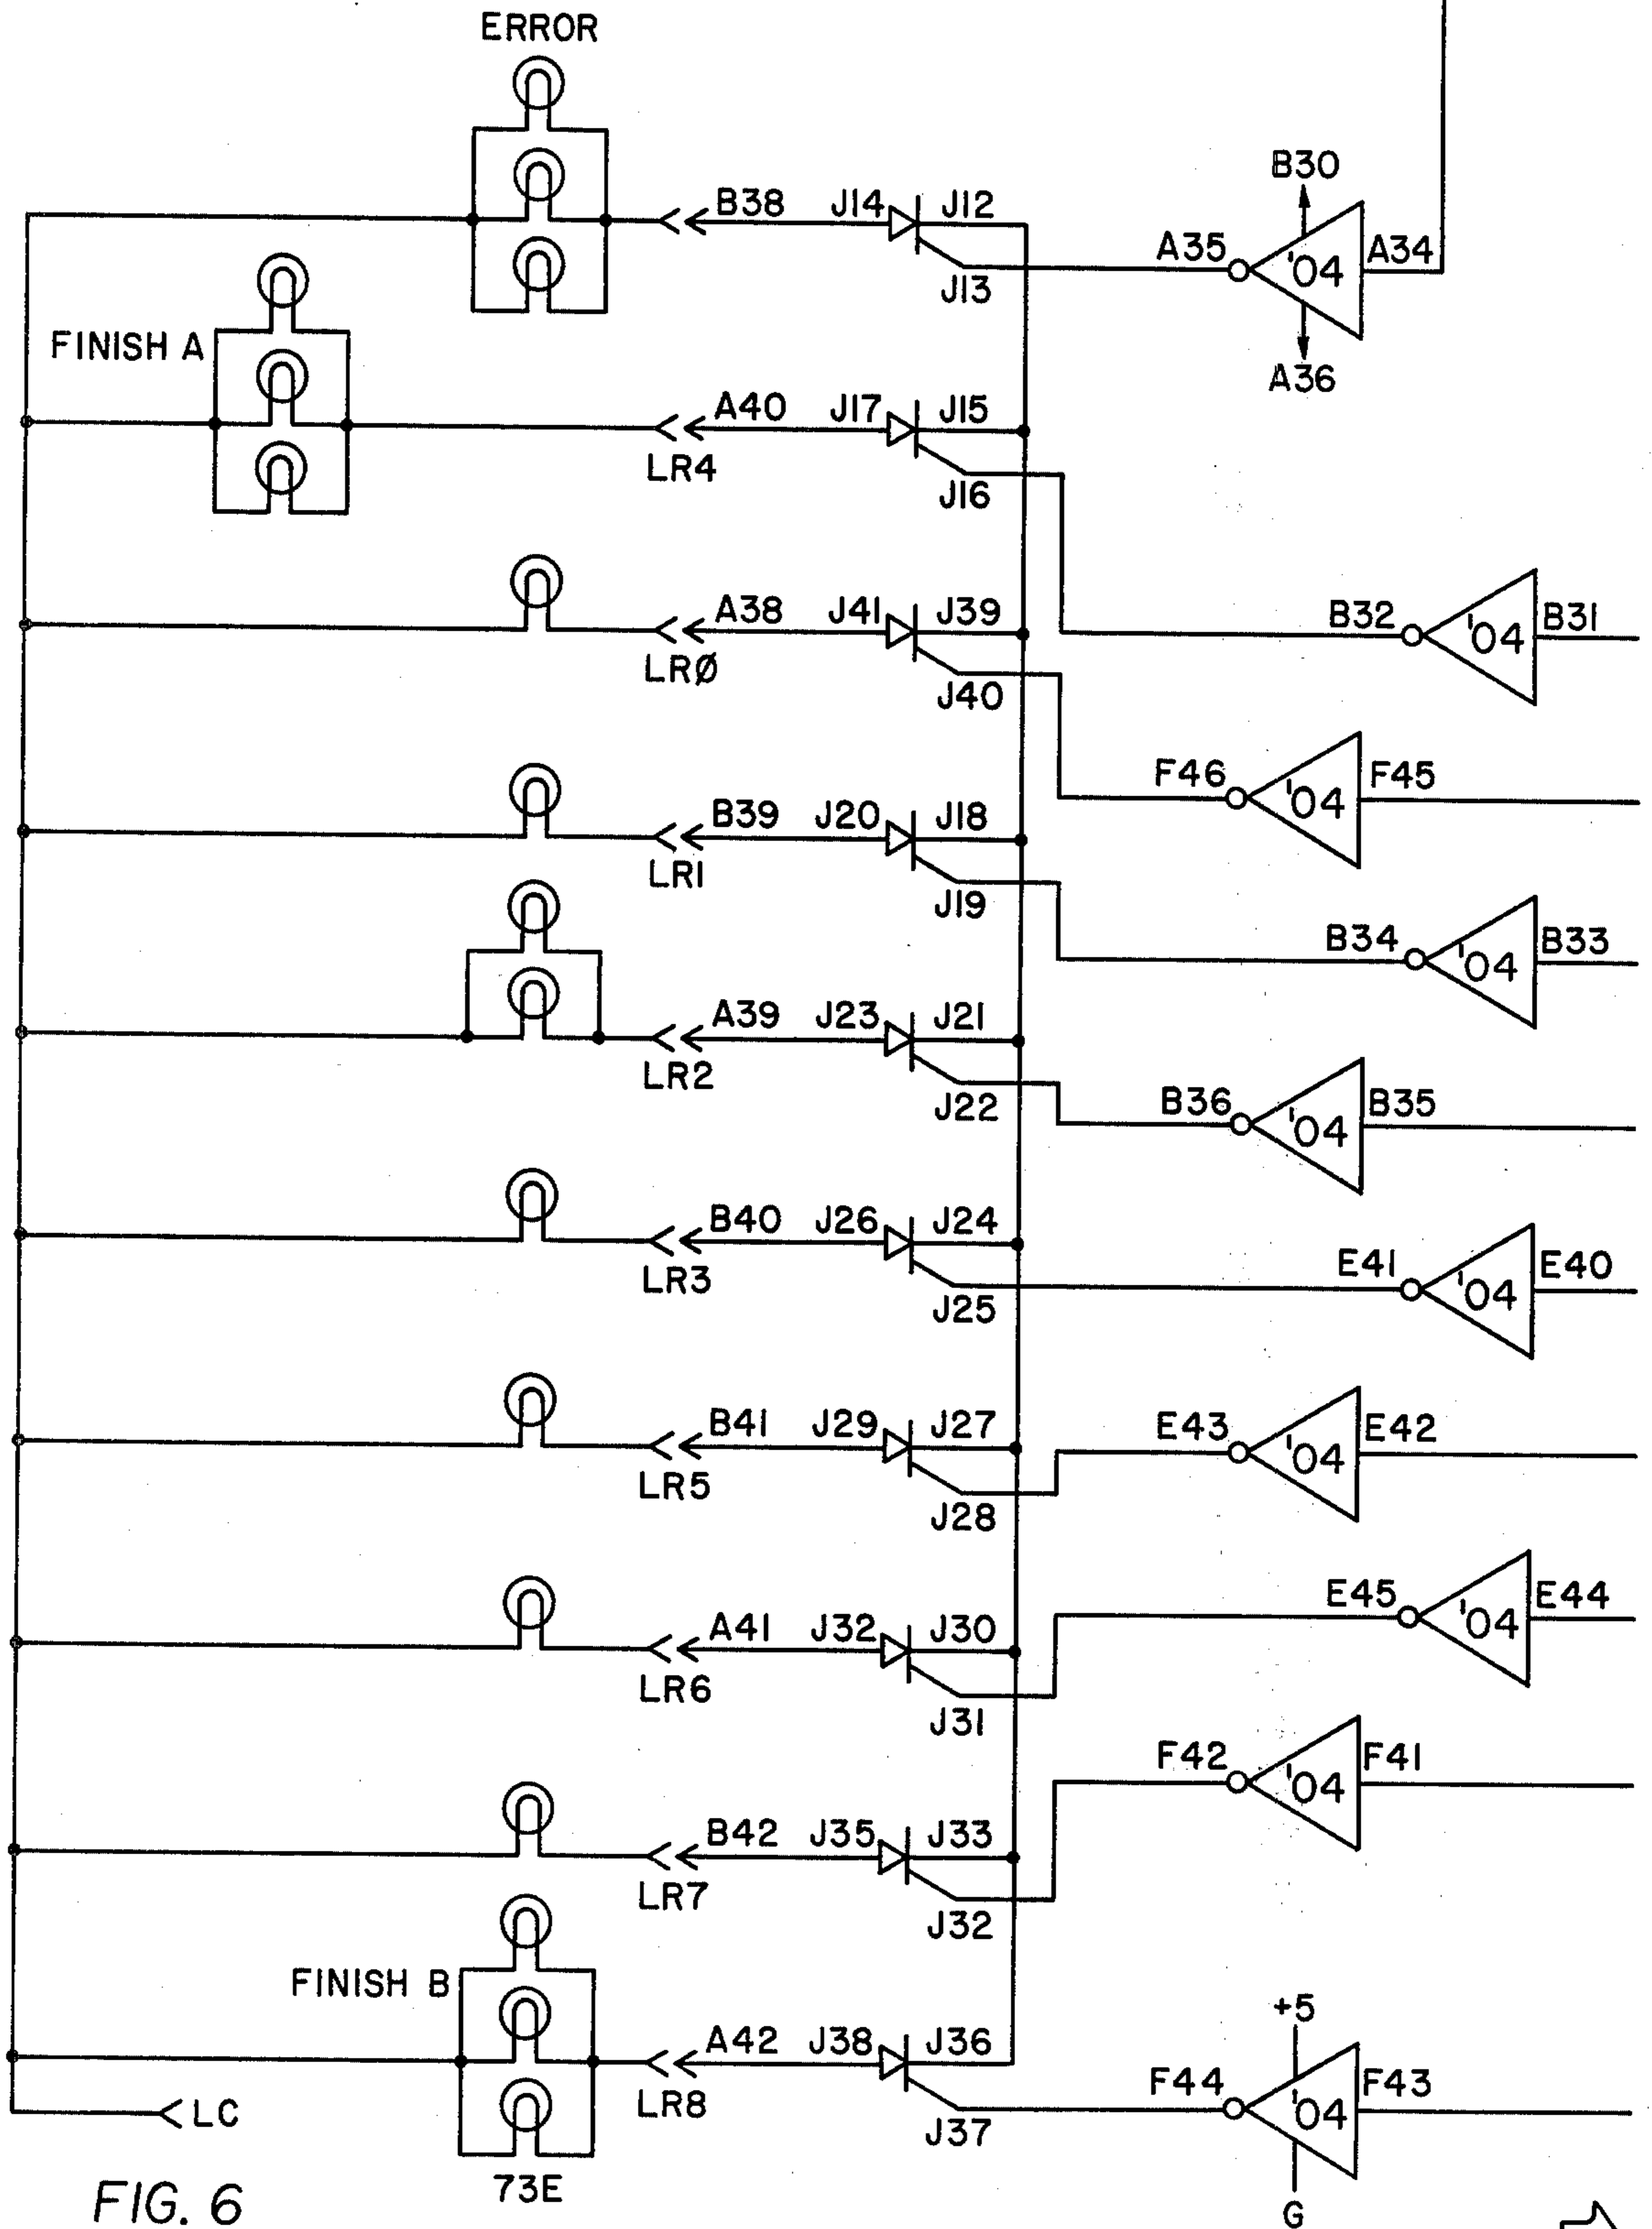 ERROR
B38 J14 J12
J13
A35 '04 A34
B30
A36
FINISH A
A40 J17 J15
LR4
J16
B32 '04 B31
A38 J41 J39
LRØ
J40
F46 '04 F45
B39 J20 J18
LR1
J19
B34 '04 B33
A39 J23 J21
LR2
J22
B36 '04 B35
B40 J26 J24
LR3
J25
E41 '04 E40
B41 J29 J27
LR5
J28
E43 '04 E42
A41 J32 J30
LR6
J31
E45 '04 E44
B42 J35 J33
LR7
J32
F42 '04 F41
FINISH B
A42 J38 J36
LR8
J37
+5
F44 '04 F43
G
LC
73E
FIG. 6